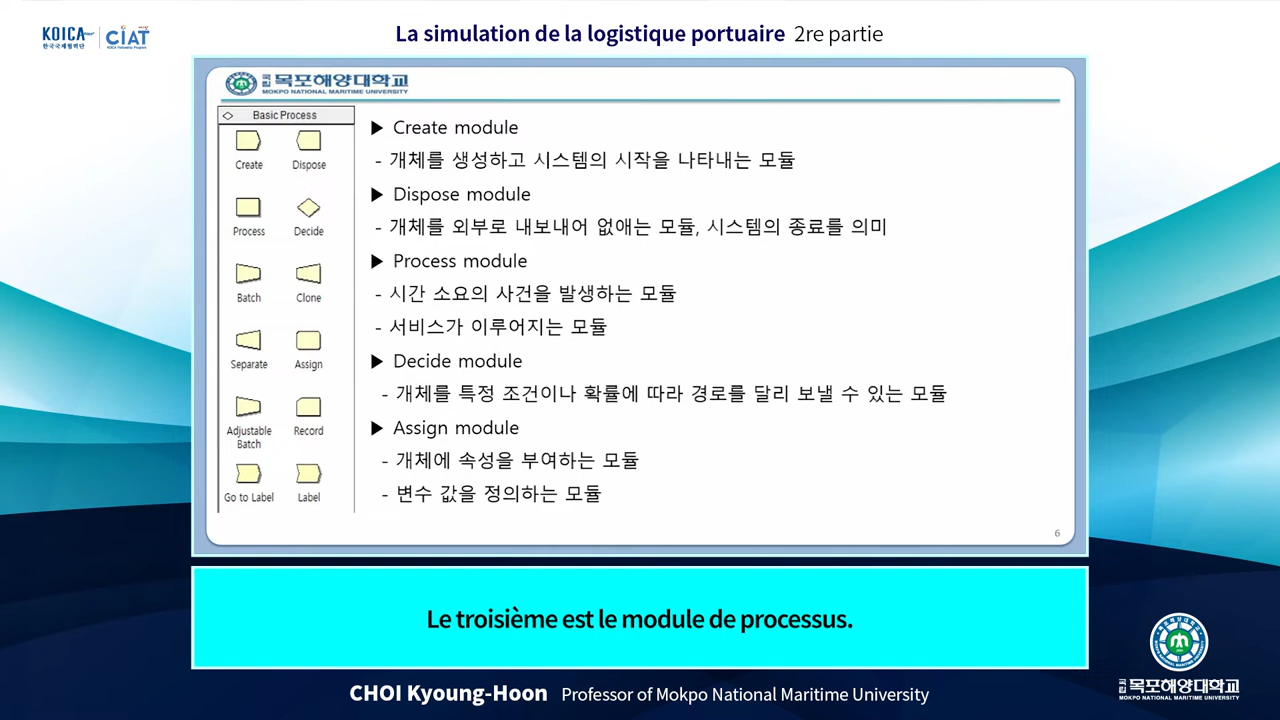 KOICA
한국국제협력단
CIAT
KOICA Fellowship Program
La simulation de la logistique portuaire 2re partie
국립 목포해양대학교
MOKPO NATIONAL MARITIME UNIVERSITY
Basic Process
Create Dispose
Process Decide
Batch Clone
Separate Assign
Adjustable Batch Record
Go to Label Label
▶ Create module
- 개체를 생성하고 시스템의 시작을 나타내는 모듈
▶ Dispose module
- 개체를 외부로 내보내어 없애는 모듈, 시스템의 종료를 의미
▶ Process module
- 시간 소요의 사건을 발생하는 모듈
- 서비스가 이루어지는 모듈
▶ Decide module
- 개체를 특정 조건이나 확률에 따라 경로를 달리 보낼 수 있는 모듈
▶ Assign module
- 개체에 속성을 부여하는 모듈
- 변수 값을 정의하는 모듈
6
Le troisième est le module de processus.
CHOI Kyoung-Hoon Professor of Mokpo National Maritime University
국립 목포해양대학교
MOKPO NATIONAL MARITIME UNIVERSITY